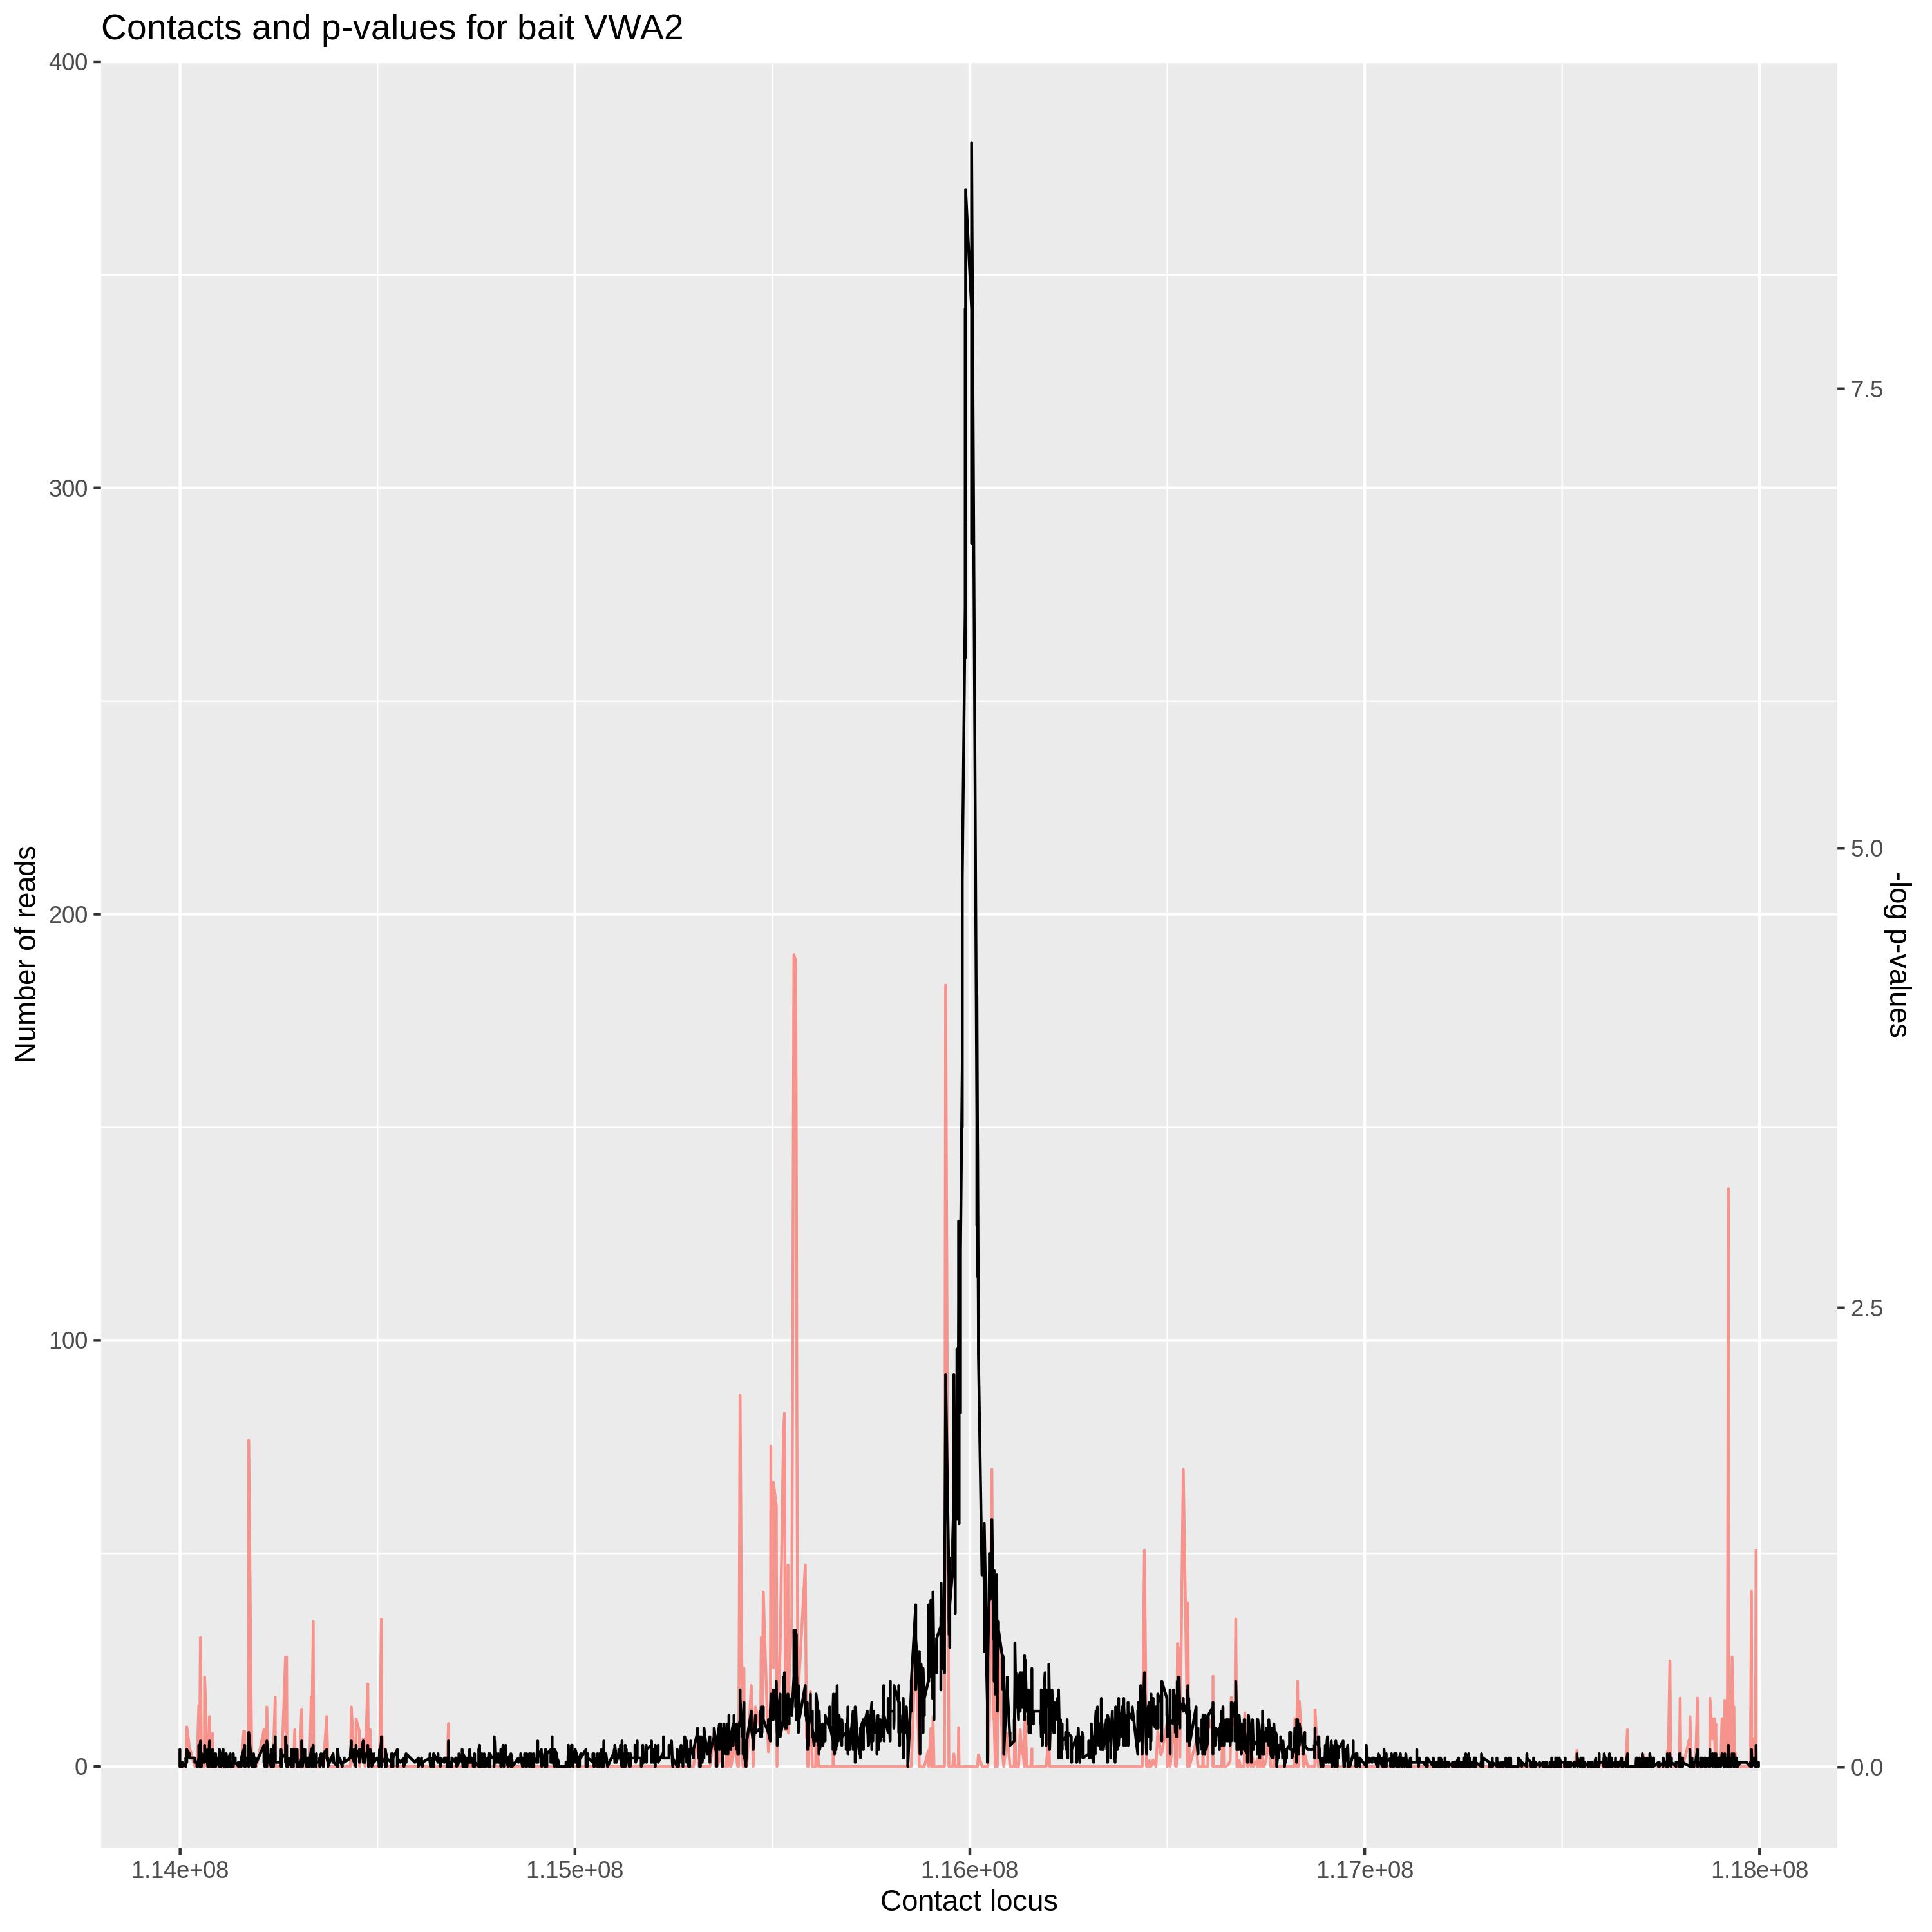 Contacts and p-values for bait VWA2
400
300
200
100
0
Number of reads
7.5
5.0
2.5
0.0
-log p-values
1.14e+08
1.15e+08
1.16e+08
1.17e+08
1.18e+08
Contact locus